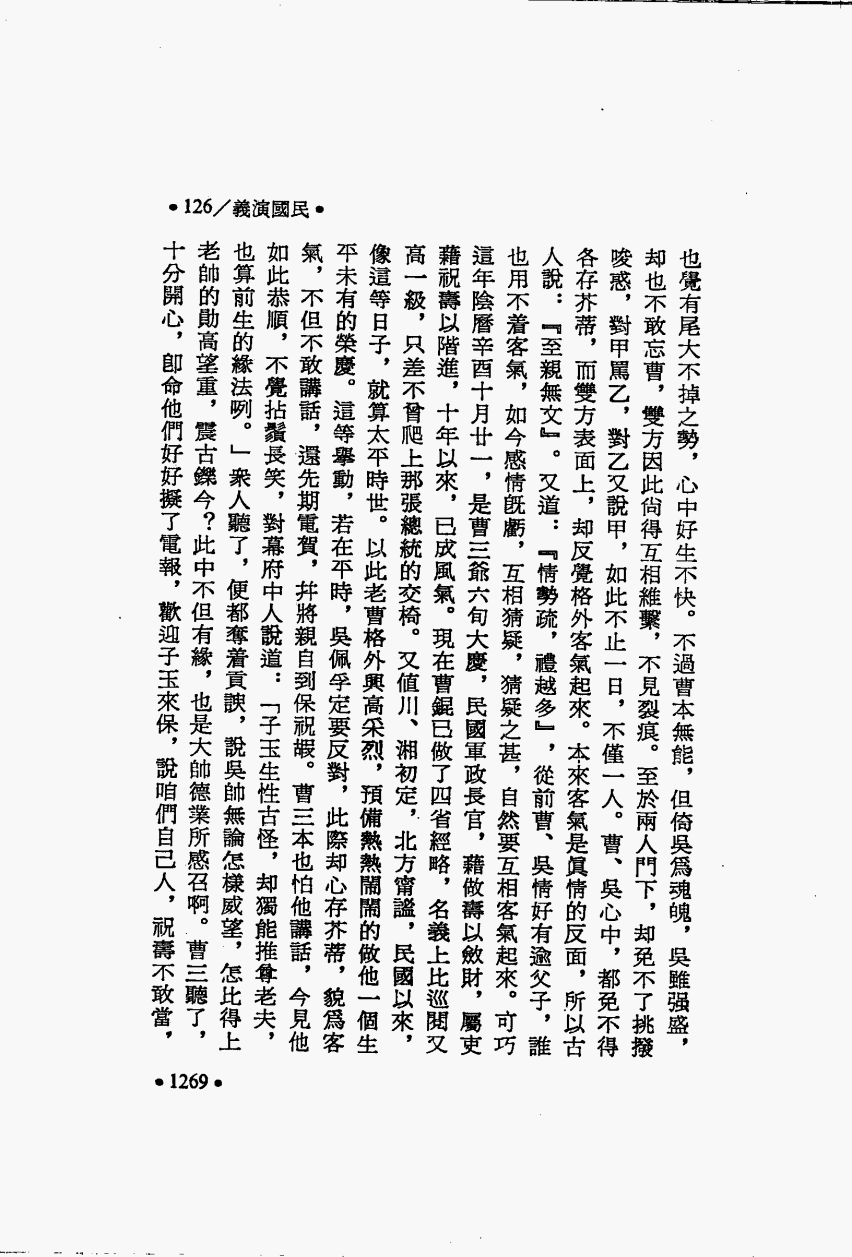 •126／義演國民•
也覺有尾大不掉之勢，心中好生不快。不過曹本無能，但倚吳爲魂魄，吳雖强盛，
却也不敢忘曹，雙方因此尙得互相維繫，不見裂痕。至於兩人門下，却免不了挑撥
唆惑，對甲駡乙，對乙又說甲，如此不止一日，不僅一人。曹、吳心中，都免不得
各存芥蒂，而雙方表面上，却反覺格外客氣起來。本來客氣是眞情的反面，所以古
人說：『至親無文』。又道：『情勢疏，禮越多』，從前曹、吳情好有逾父子，誰
也用不着客氣，如今感情旣虧，互相猜疑，猜疑之甚，自然要互相客氣起來。可巧
這年陰曆辛酉十月廿一，是曹三爺六旬大慶，民國軍政長官，藉做壽以斂財，屬吏
藉祝壽以階進，十年以來，已成風氣。現在曹錕已做了四省經略，名義上比巡閱又
高一級，只差不曾爬上那張總統的交椅。又值川、湘初定，北方甯謐，民國以來，
像這等日子，就算太平時世。以此老曹格外興高采烈，預備熱熱鬧鬧的做他一個生
平未有的榮慶。這等擧動，若在平時，吳佩孚定要反對，此際却心存芥蒂，貌爲客
氣，不但不敢講話，還先期電賀，幷將親自到保祝嘏。曹三本也怕他講話，今見他
如此恭順，不覺拈鬚長笑，對幕府中人說道：「子玉生性古怪，却獨能推尊老夫，
也算前生的緣法咧。」衆人聽了，便都奪着貢諛，說吳帥無論怎樣威望，怎比得上
老帥的勛高望重，震古鑠今？此中不但有緣，也是大帥德業所感召啊。曹三聽了，
十分開心，卽命他們好好擬了電報，歡迎子玉來保，說咱們自己人，祝壽不敢當，
•1269•